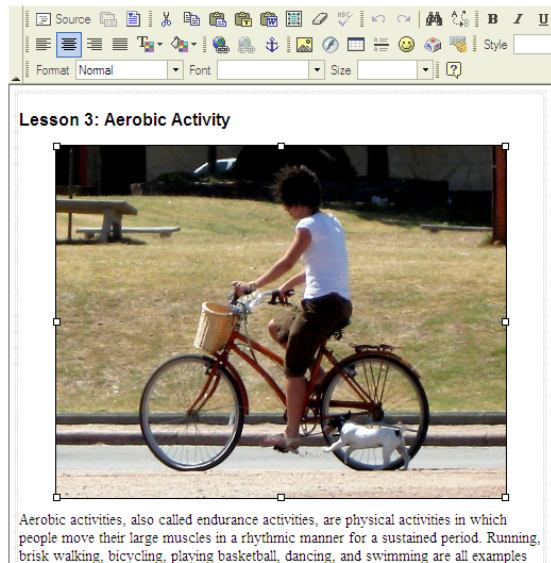 Source ABC B I U
Style
Format Normal Font Size
Lesson 3: Aerobic Activity
Aerobic activities, also called endurance activities, are physical activities in which
people move their large muscles in a rhythmic manner for a sustained period. Running,
brisk walking, bicycling, playing basketball, dancing, and swimming are all examples